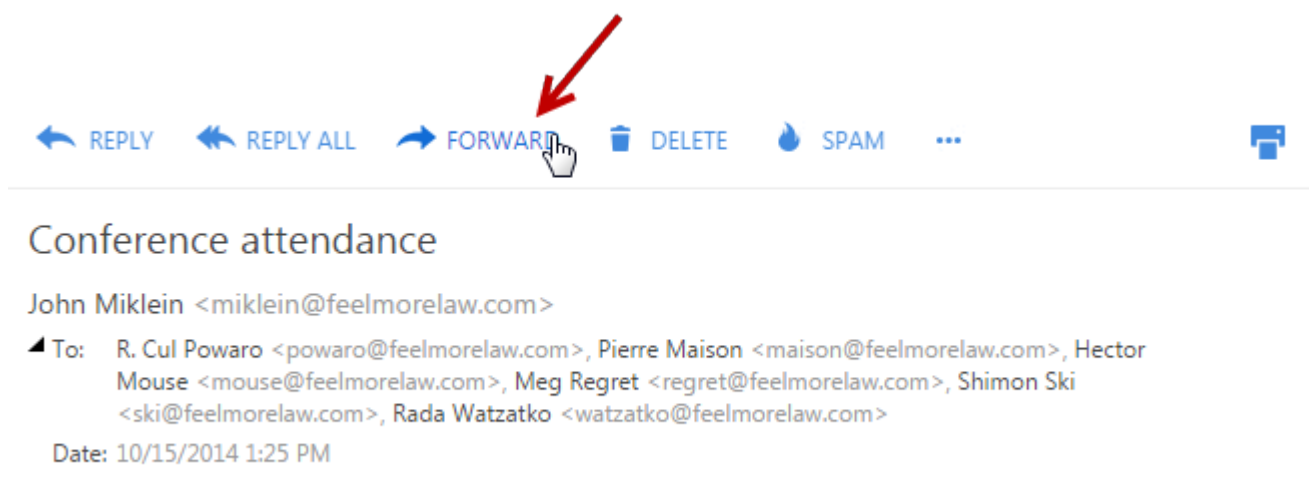 REPLY REPLY ALL FORWARD DELETE SPAM ...
Conference attendance
John Miklein <miklein@feelmorelaw.com>
To: R. Cul Powaro <powaro@feelmorelaw.com>, Pierre Maison <maison@feelmorelaw.com>, Hector
Mouse <mouse@feelmorelaw.com>, Meg Regret <regret@feelmorelaw.com>, Shimon Ski
<ski@feelmorelaw.com>, Rada Watzatko <watzatko@feelmorelaw.com>
Date: 10/15/2014 1:25 PM